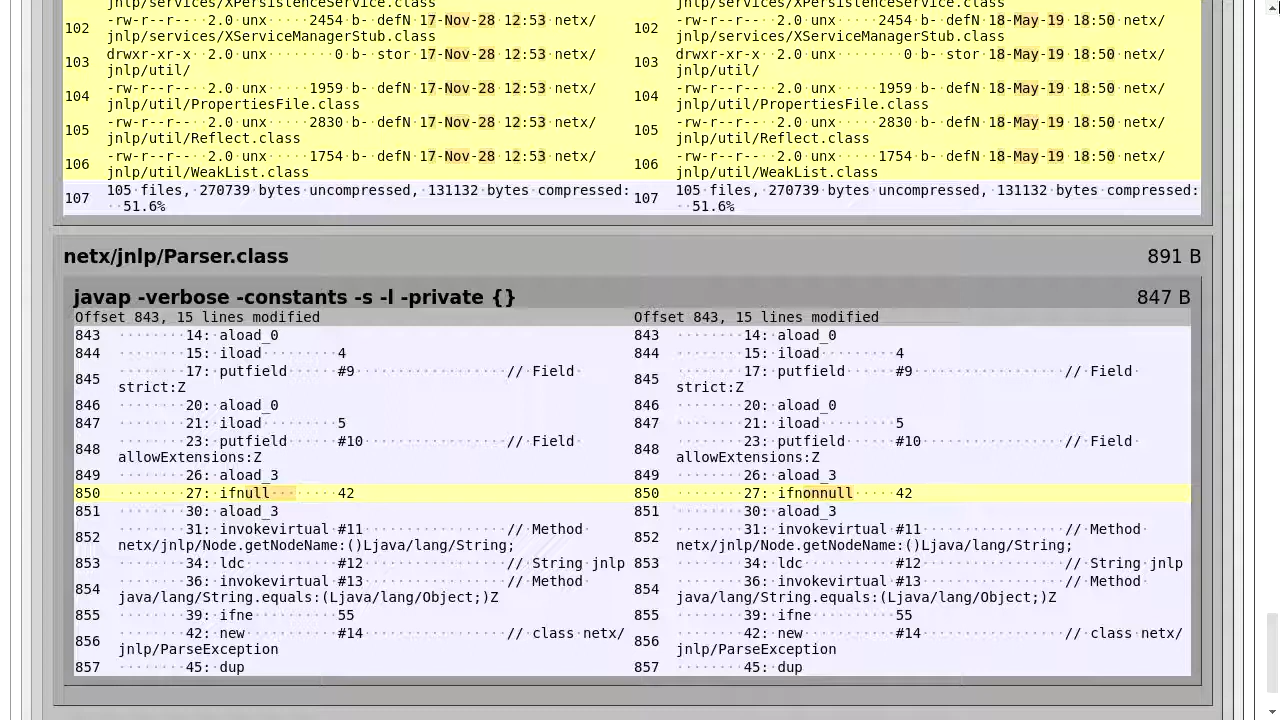 jnlp/services/XPersistenceService.class jnlp/services/XPersistenceService.class
102 -rw-r--r-- 2.0 unx 2454 b- defN 17-Nov-28 12:53 netx/ 102 -rw-r--r-- 2.0 unx 2454 b- defN 18-May-19 18:50 netx/
jnlp/services/XServiceManagerStub.class jnlp/services/XServiceManagerStub.class
103 drwxr-xr-x 2.0 unx 0 b- stor 17-Nov-28 12:53 netx/ 103 drwxr-xr-x 2.0 unx 0 b- stor 18-May-19 18:50 netx/
jnlp/util/ jnlp/util/
104 -rw-r--r-- 2.0 unx 1959 b- defN 17-Nov-28 12:53 netx/ 104 -rw-r--r-- 2.0 unx 1959 b- defN 18-May-19 18:50 netx/
jnlp/util/PropertiesFile.class jnlp/util/PropertiesFile.class
105 -rw-r--r-- 2.0 unx 2830 b- defN 17-Nov-28 12:53 netx/ 105 -rw-r--r-- 2.0 unx 2830 b- defN 18-May-19 18:50 netx/
jnlp/util/Reflect.class jnlp/util/Reflect.class
106 -rw-r--r-- 2.0 unx 1754 b- defN 17-Nov-28 12:53 netx/ 106 -rw-r--r-- 2.0 unx 1754 b- defN 18-May-19 18:50 netx/
jnlp/util/WeakList.class jnlp/util/WeakList.class
107 105 files, 270739 bytes uncompressed, 131132 bytes compressed: 107 105 files, 270739 bytes uncompressed, 131132 bytes compressed:
51.6% 51.6%
netx/jnlp/Parser.class 891 B
javap -verbose -constants -s -l -private {} 847 B
Offset 843, 15 lines modified Offset 843, 15 lines modified
843 14: aload_0 843 14: aload_0
844 15: iload 4 844 15: iload 4
845 17: putfield #9 // Field 845 17: putfield #9 // Field
strict:Z strict:Z
846 20: aload_0 846 20: aload_0
847 21: iload 5 847 21: iload 5
848 23: putfield #10 // Field 848 23: putfield #10 // Field
allowExtensions:Z allowExtensions:Z
849 26: aload_3 849 26: aload_3
850 27: ifnull 42 850 27: ifnonnull 42
851 30: aload_3 851 30: aload_3
852 31: invokevirtual #11 // Method 852 31: invokevirtual #11 // Method
netx/jnlp/Node.getNodeName:()Ljava/lang/String; netx/jnlp/Node.getNodeName:()Ljava/lang/String;
853 34: ldc #12 // String jnlp 853 34: ldc #12 // String jnlp
854 36: invokevirtual #13 // Method 854 36: invokevirtual #13 // Method
java/lang/String.equals:(Ljava/lang/Object;)Z java/lang/String.equals:(Ljava/lang/Object;)Z
855 39: ifne 55 855 39: ifne 55
856 42: new #14 // class netx/ 856 42: new #14 // class netx/
jnlp/ParseException jnlp/ParseException
857 45: dup 857 45: dup